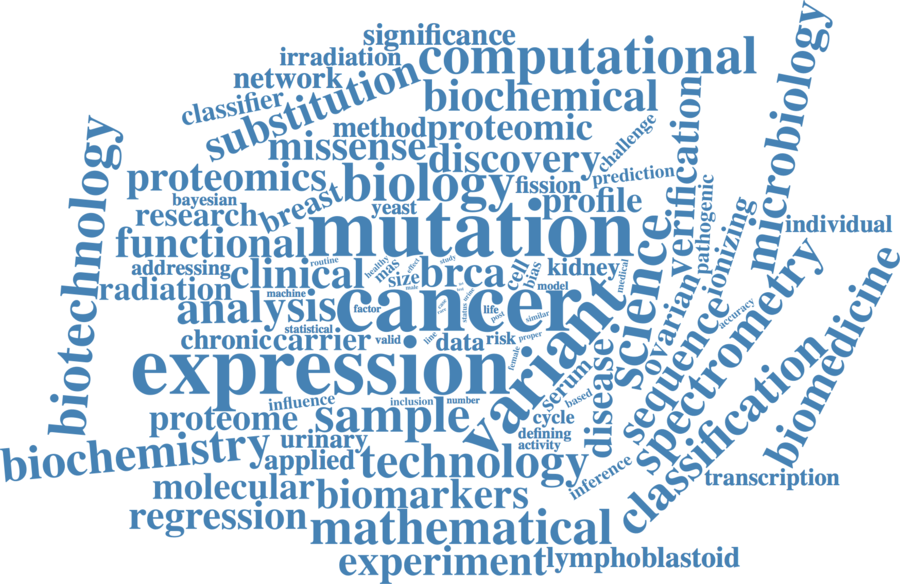 significance
irradiation
computational
network
substitution
classifier
biochemical
microbiology
method
proteomic
missense
discovery
challenge
verification
biotechnology
proteomics
biology
fission
prediction
pathogenic
bayesian
breast
yeast
profile
research
mutation
ionizing
individual
functional
science
addressing
clinical
routine
healthy
mas
effect
study
brca
cell
bias
kidney
medical
radiation
machine
size
male
model
ovarian
spectrometry
biomedicine
analysis
factor
cancer
status
urine
life
post
similar
variant
sequence
accuracy
statistical
chronic
carrier
valid
line
data
risk
proper
female
expression
serum
based
disease
classification
influence
inclusion
number
proteome
sample
cycle
defining
activity
biochemistry
urinary
applied
technology
inference
transcription
molecular
biomarkers
regression
mathematical
experiment
lymphoblastoid